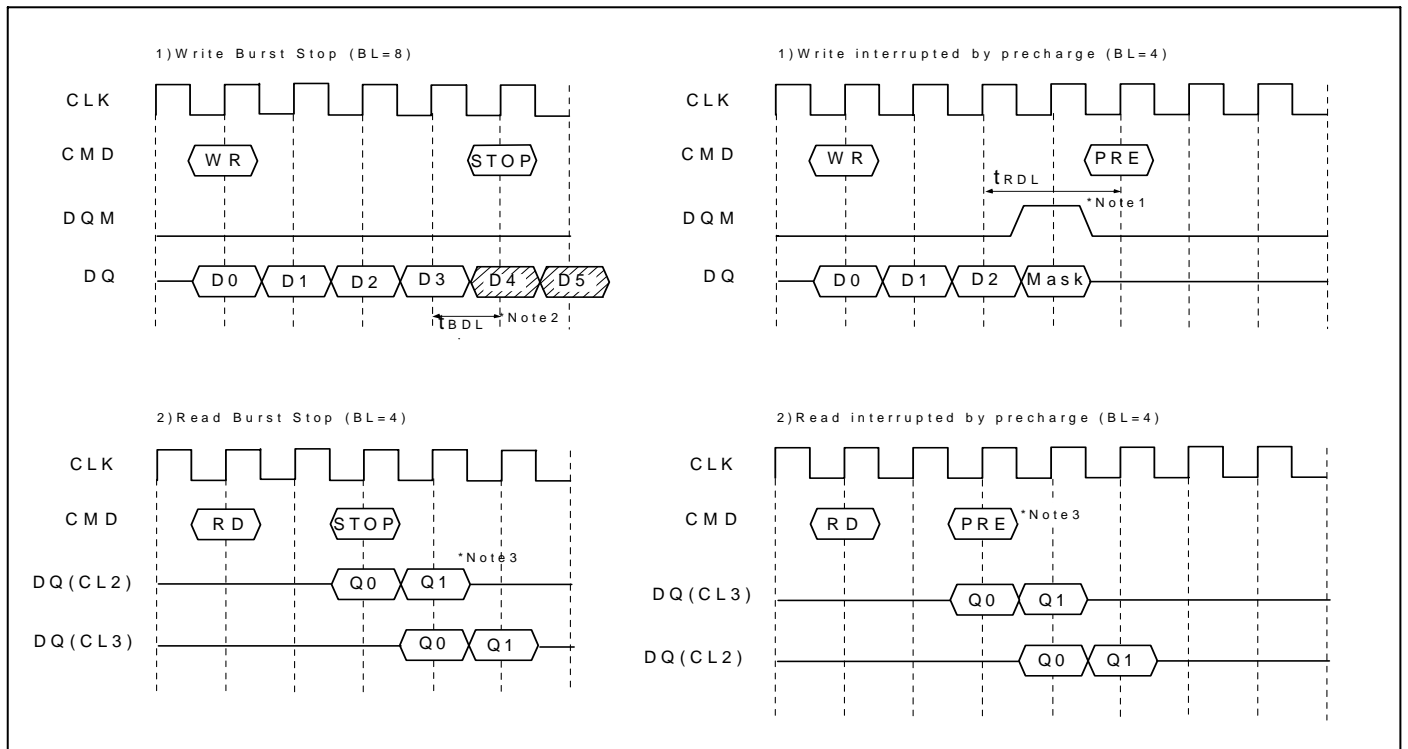 1)Write Burst Stop (BL=8)
CLK
CMD WR STOP
DQM
DQ D0 D1 D2 D3 D4 D5
tBDL *Note2
1)Write interrupted by precharge (BL=4)
CLK
CMD WR PRE
tRDL *Note1
DQM
DQ D0 D1 D2 Mask
2)Read Burst Stop (BL=4)
CLK
CMD RD STOP
*Note3
DQ(CL2) Q0 Q1
DQ(CL3) Q0 Q1
2)Read interrupted by precharge (BL=4)
CLK
CMD RD PRE *Note3
DQ(CL3) Q0 Q1
DQ(CL2) Q0 Q1